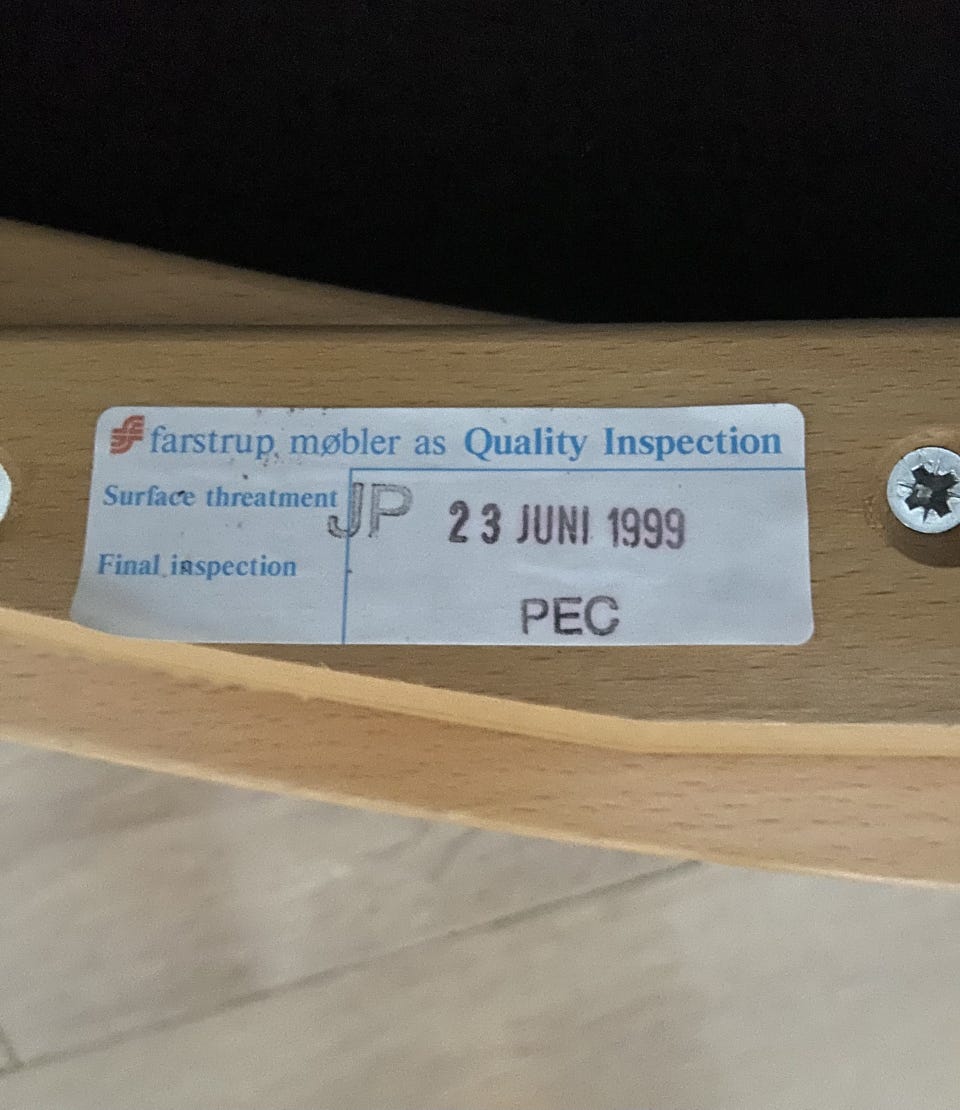 farstrup møbler as Quality Inspection
Surface threatment JP 23 JUNI 1999
Final inspection
PEC